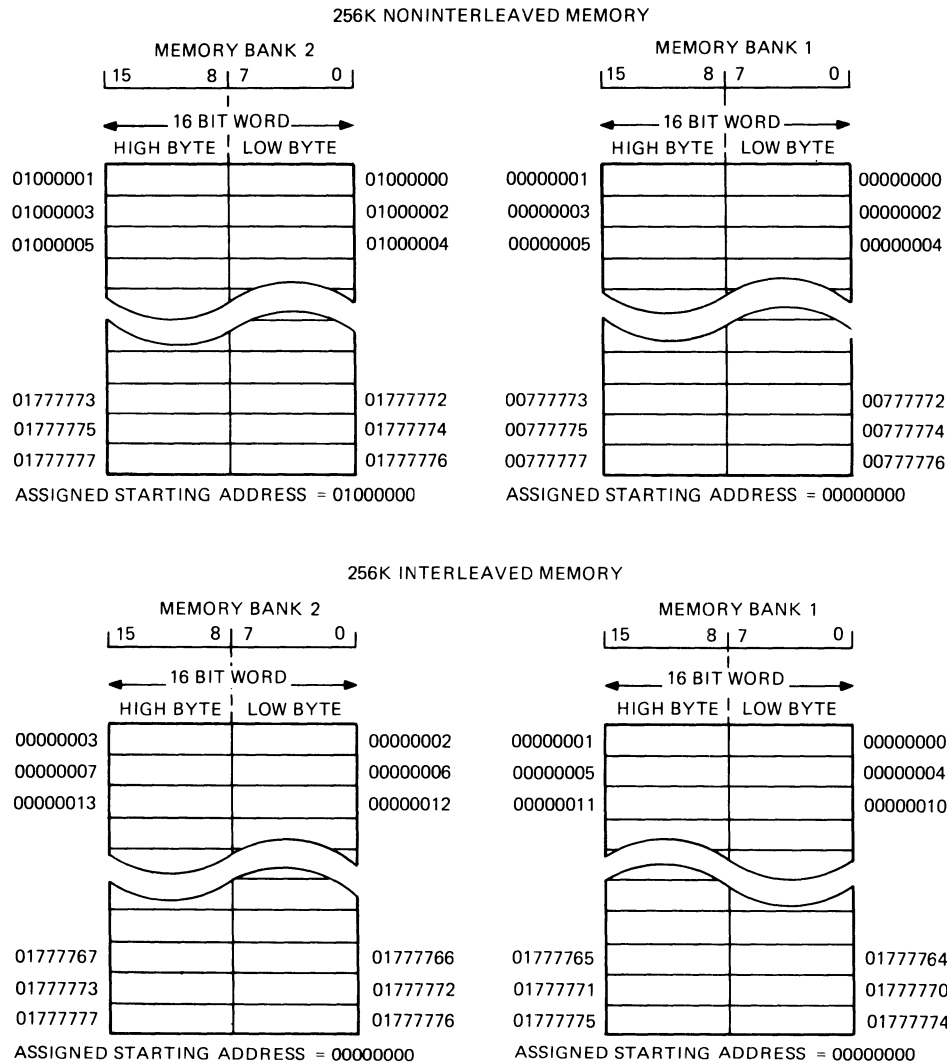 256K NONINTERLEAVED MEMORY
MEMORY BANK 2
15 8 7 0
16 BIT WORD
HIGH BYTE LOW BYTE
01000001 01000000
01000003 01000002
01000005 01000004
01777773 01777772
01777775 01777774
01777777 01777776
ASSIGNED STARTING ADDRESS = 01000000
MEMORY BANK 1
15 8 7 0
16 BIT WORD
HIGH BYTE LOW BYTE
00000001 00000000
00000003 00000002
00000005 00000004
00777773 00777772
00777775 00777774
00777777 00777776
ASSIGNED STARTING ADDRESS = 00000000
256K INTERLEAVED MEMORY
MEMORY BANK 2
15 8 7 0
16 BIT WORD
HIGH BYTE LOW BYTE
00000003 00000002
00000007 00000006
00000013 00000012
01777767 01777766
01777773 01777772
01777777 01777776
ASSIGNED STARTING ADDRESS = 00000000
MEMORY BANK 1
15 8 7 0
16 BIT WORD
HIGH BYTE LOW BYTE
00000001 00000000
00000005 00000004
00000011 00000010
01777765 01777764
01777771 01777770
01777775 01777774
ASSIGNED STARTING ADDRESS = 00000000